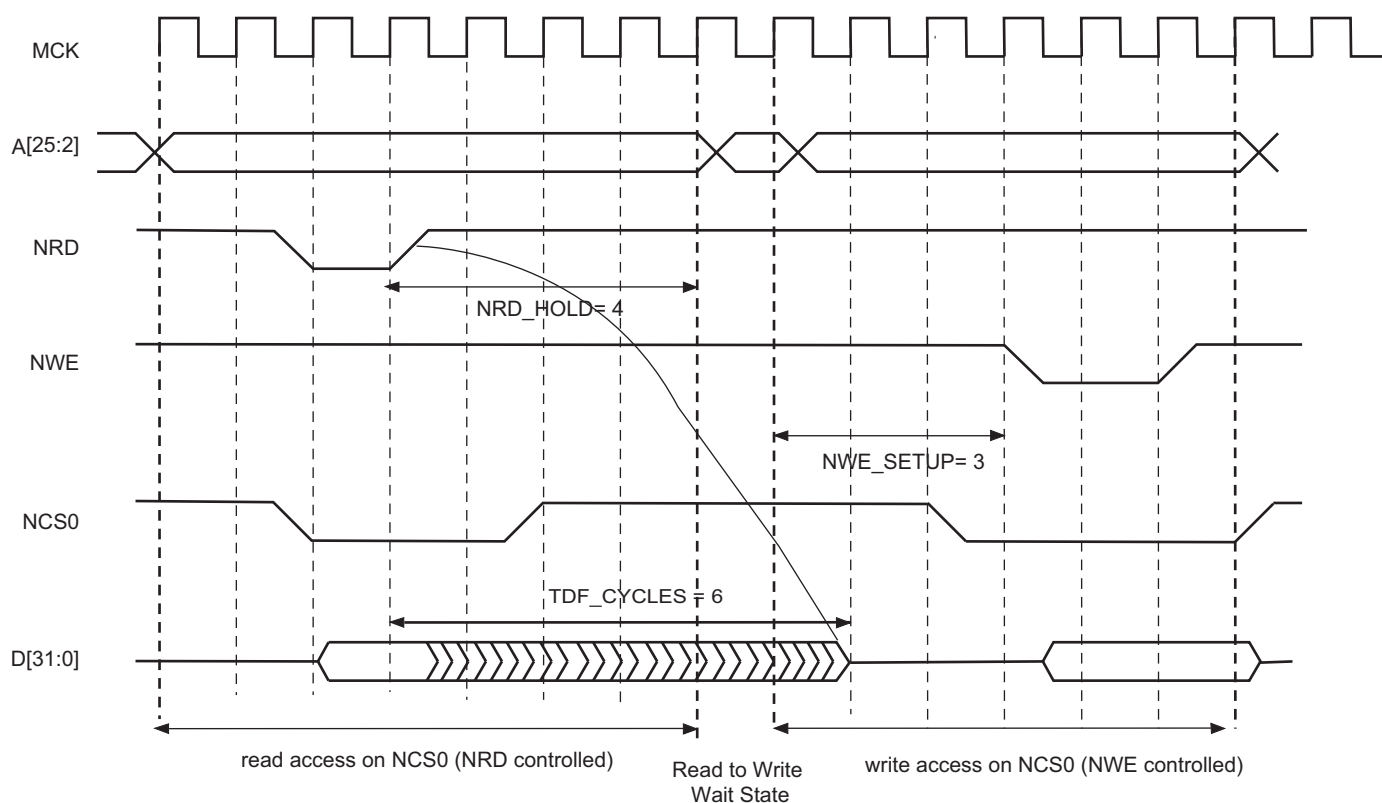 MCK
A[25:2]
NRD
NRD_HOLD= 4
NWE
NWE_SETUP= 3
NCS0
TDF_CYCLES = 6
D[31:0]
read access on NCS0 (NRD controlled)
Read to Write
Wait State
write access on NCS0 (NWE controlled)